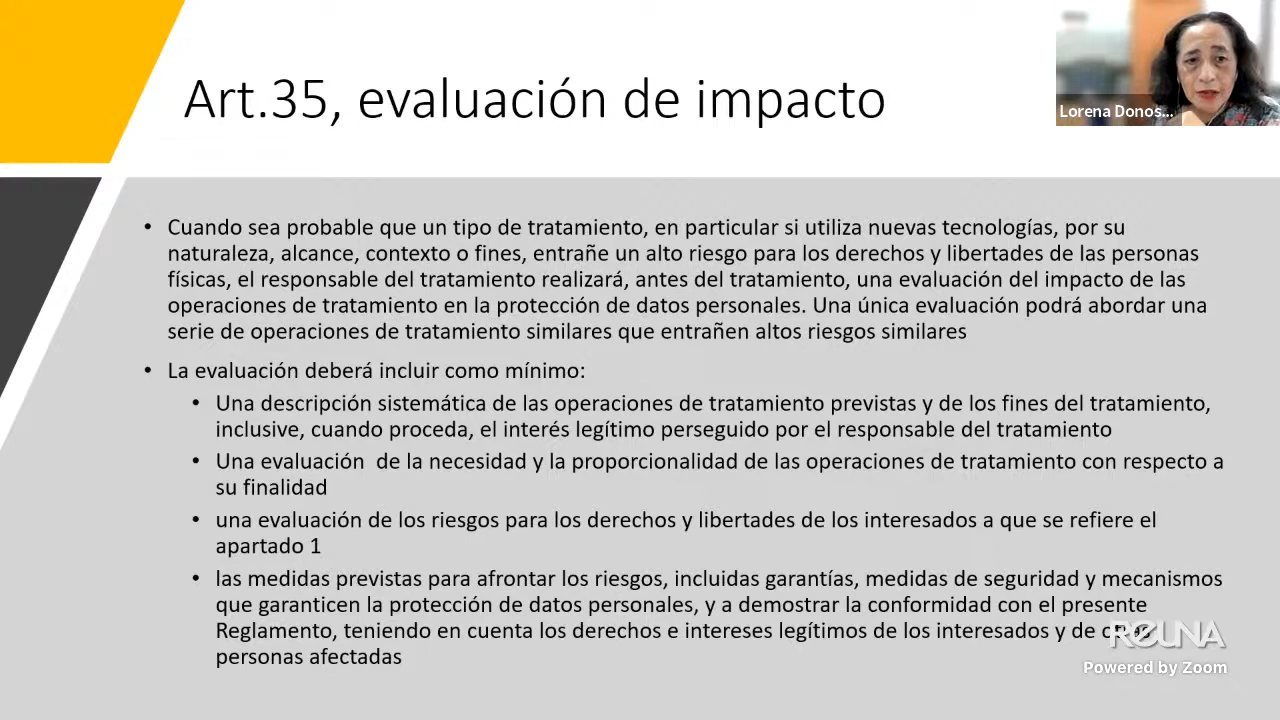 Art.35, evaluación de impacto
Lorena Donos...
• Cuando sea probable que un tipo de tratamiento, en particular si utiliza nuevas tecnologías, por su
naturaleza, alcance, contexto o fines, entrañe un alto riesgo para los derechos y libertades de las personas
físicas, el responsable del tratamiento realizará, antes del tratamiento, una evaluación del impacto de las
operaciones de tratamiento en la protección de datos personales. Una única evaluación podrá abordar una
serie de operaciones de tratamiento similares que entrañen altos riesgos similares
• La evaluación deberá incluir como mínimo:
• Una descripción sistemática de las operaciones de tratamiento previstas y de los fines del tratamiento,
inclusive, cuando proceda, el interés legítimo perseguido por el responsable del tratamiento
• Una evaluación  de la necesidad y la proporcionalidad de las operaciones de tratamiento con respecto a
su finalidad
• una evaluación de los riesgos para los derechos y libertades de los interesados a que se refiere el
apartado 1
• las medidas previstas para afrontar los riesgos, incluidas garantías, medidas de seguridad y mecanismos
que garanticen la protección de datos personales, y a demostrar la conformidad con el presente
Reglamento, teniendo en cuenta los derechos e intereses legítimos de los interesados y de
personas afectadas
REUNA
Powered by Zoom